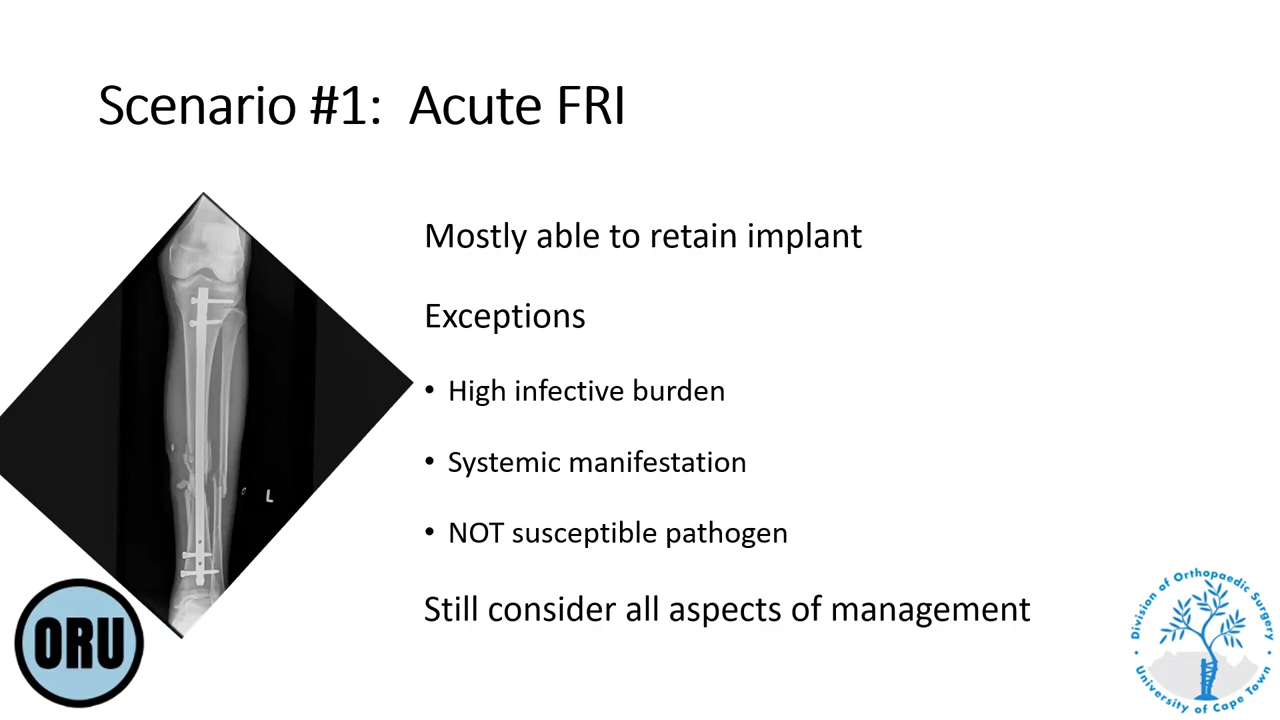 Scenario #1:  Acute FRI
Mostly able to retain implant
Exceptions
• High infective burden
• Systemic manifestation
• NOT susceptible pathogen
Still consider all aspects of management
L
ORU
Division of Orthopaedic Surgery
• University of Cape Town •